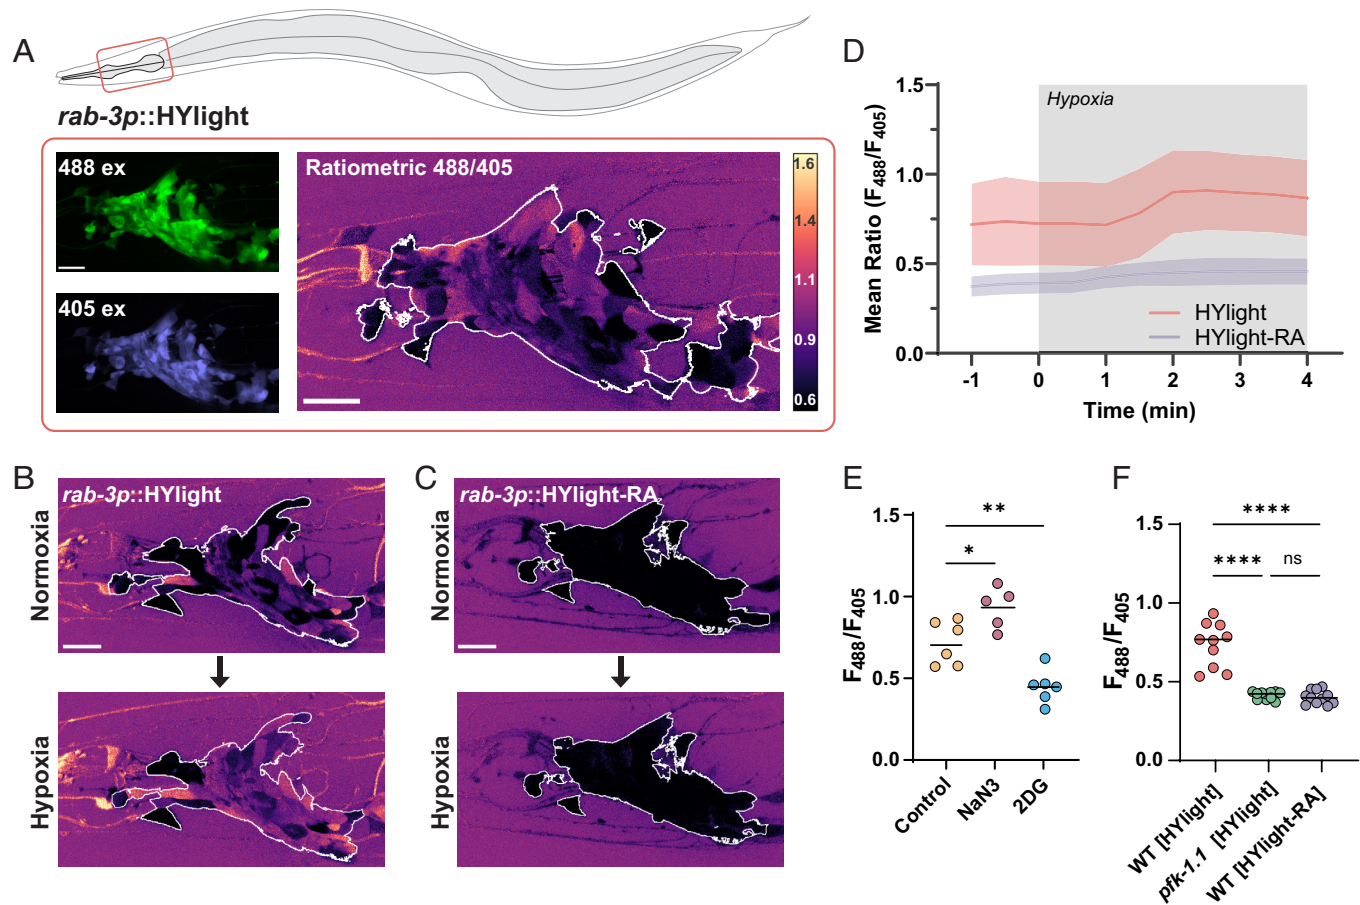 A
rab-3p::HYlight
488 ex
405 ex
Ratiometric 488/405
1.6
1.4
1.1
0.9
0.6
B
Normoxia
rab-3p::HYlight
Hypoxia
C
Normoxia
rab-3p::HYlight-RA
Hypoxia
D
Mean Ratio (F488/F405)
1.5
1.0
0.5
0.0
Hypoxia
HYlight
HYlight-RA
-1 0 1 2 3 4
Time (min)
E
F488/F405
1.5
1.0
0.5
0.0
**
*
Control NaN3 2DG
F
F488/F405
1.5
1.0
0.5
0.0
****
**** ns
WT [HYlight]
pfk-1.1 [HYlight]
WT [HYlight-RA]